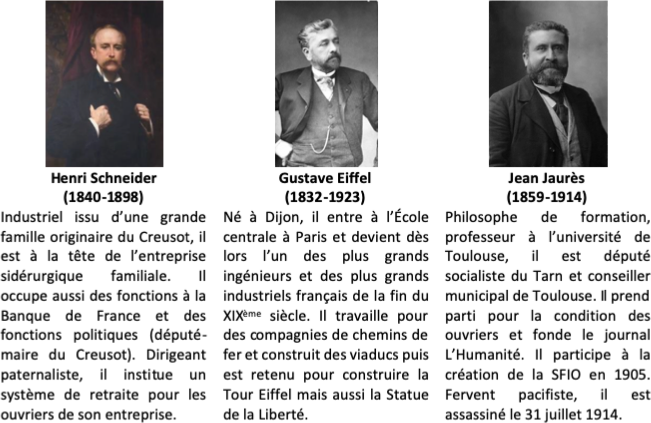 Henri Schneider
(1840-1898)
Industriel issu d’une grande
famille originaire du Creusot, il
est à la tête de l’entreprise
sidérurgique familiale. Il
occupe aussi des fonctions à la
Banque de France et des
fonctions politiques (député-
maire du Creusot). Dirigeant
paternaliste, il institue un
système de retraite pour les
ouvriers de son entreprise.
Gustave Eiffel
(1832-1923)
Né à Dijon, il entre à l’École
centrale à Paris et devient dès
lors l’un des plus grands
ingénieurs et des plus grands
industriels français de la fin du
XIXème siècle. Il travaille pour
des compagnies de chemins de
fer et construit des viaducs puis
est retenu pour construire la
Tour Eiffel mais aussi la Statue
de la Liberté.
Jean Jaurès
(1859-1914)
Philosophe de formation,
professeur à l’université de
Toulouse, il est député
socialiste du Tarn et conseiller
municipal de Toulouse. Il prend
parti pour la condition des
ouvriers et fonde le journal
L’Humanité. Il participe à la
création de la SFIO en 1905.
Fervent pacifiste, il est
assassiné le 31 juillet 1914.